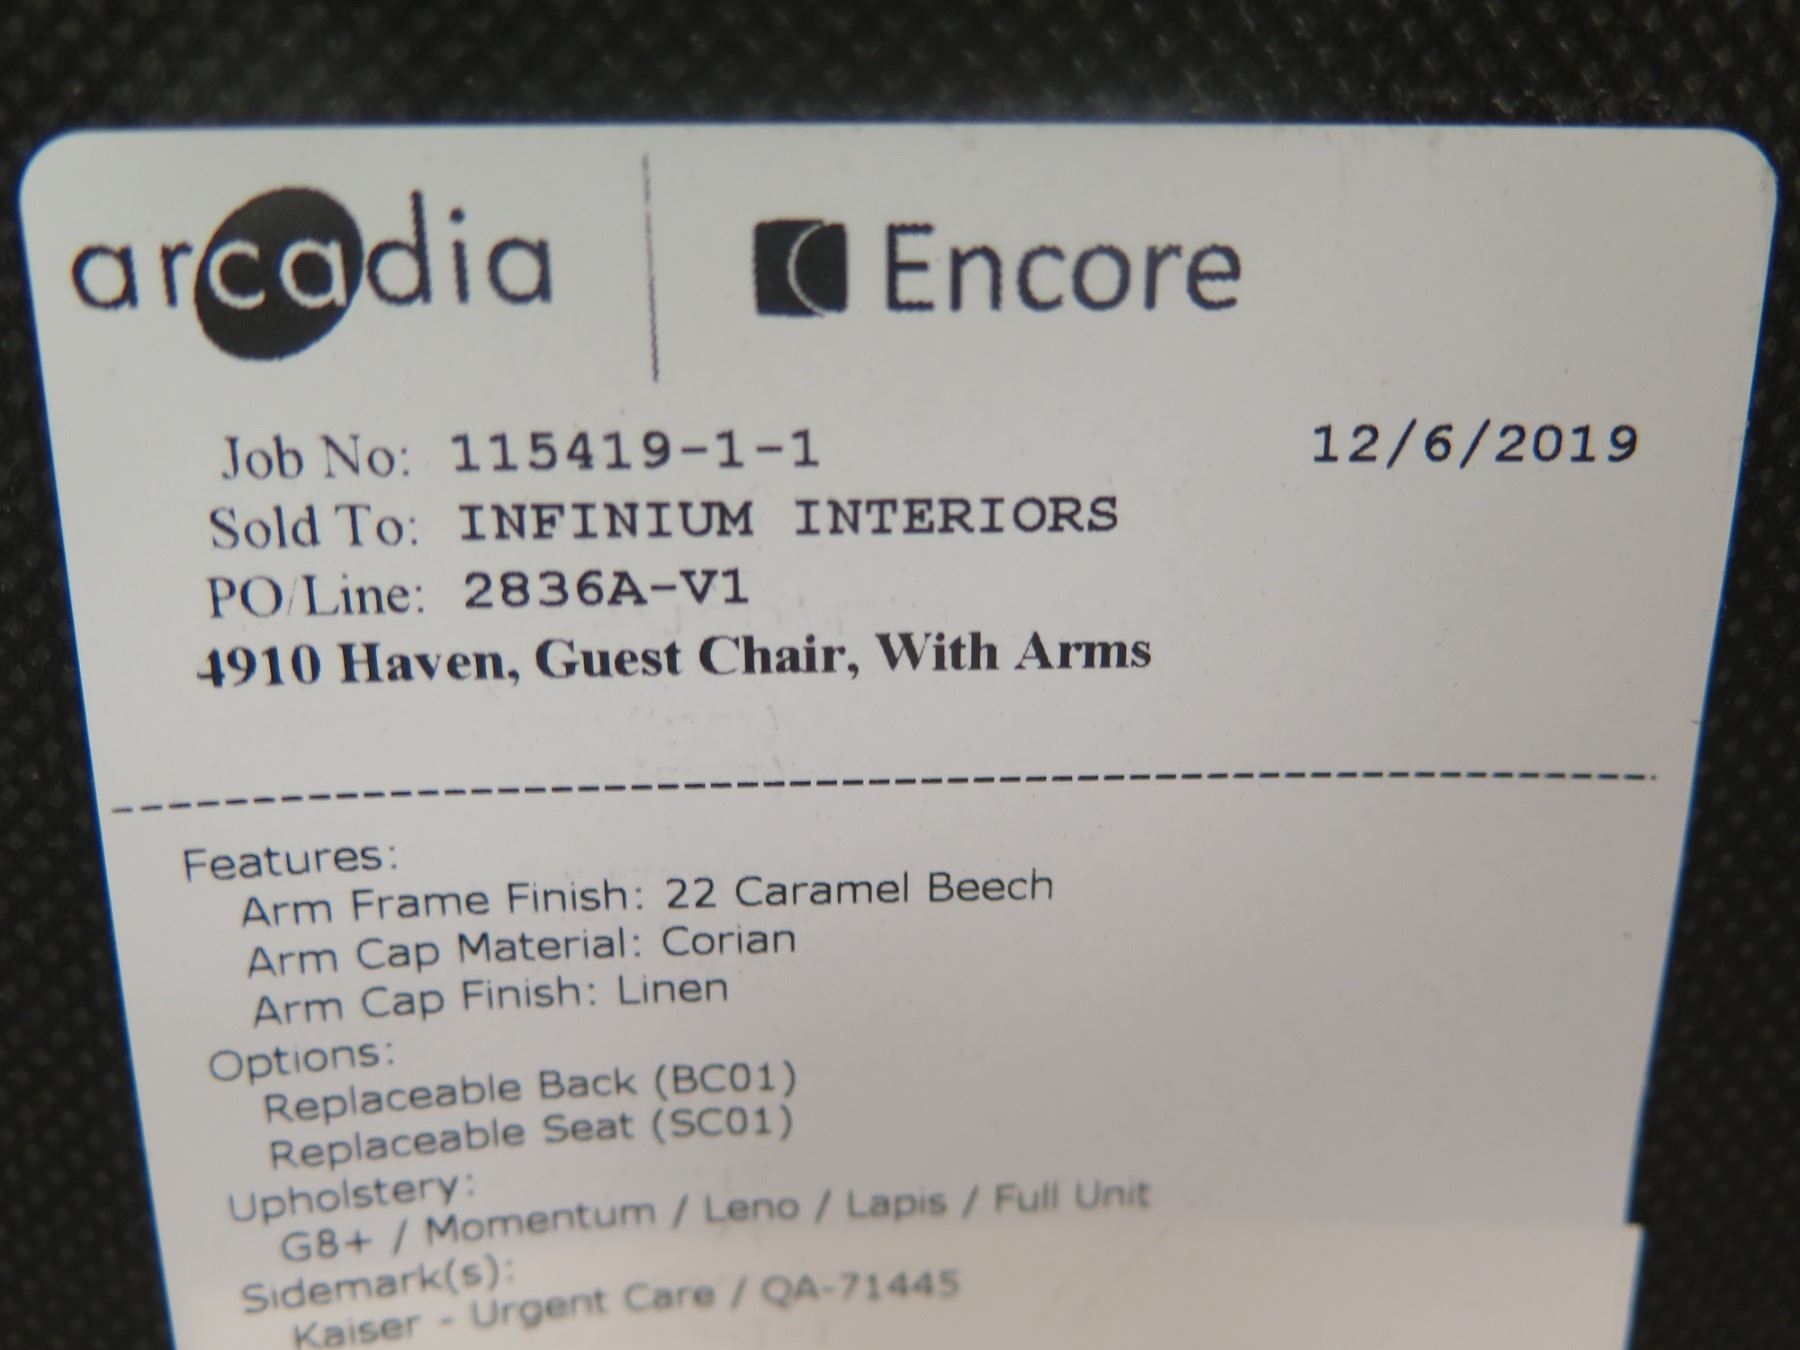 arcadia | Encore
Job No: 115419-1-1 12/6/2019
Sold To: INFINIUM INTERIORS
PO/Line: 2836A-V1
4910 Haven, Guest Chair, With Arms
Features:
Arm Frame Finish: 22 Caramel Beech
Arm Cap Material: Corian
Arm Cap Finish: Linen
Options:
Replaceable Back (BC01)
Replaceable Seat (SC01)
Upholstery:
G8+ / Momentum / Leno / Lapis / Full Unit
Sidemark(s):
Kaiser - Urgent Care / QA-71445